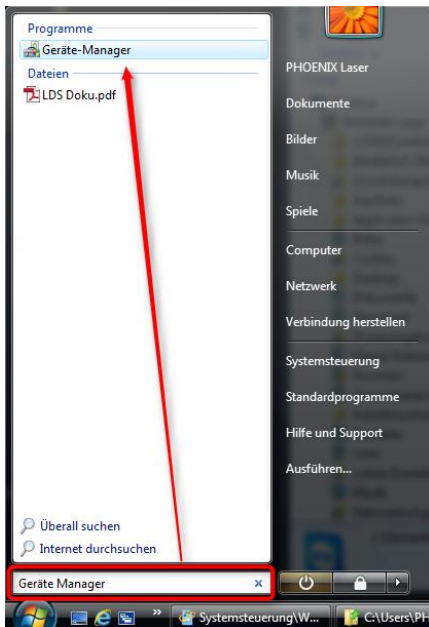 Programme
Geräte-Manager
Dateien
LDS Doku.pdf
Überall suchen
Internet durchsuchen
Geräte Manager
PHOENIX Laser
Dokumente
Bilder
Musik
Spiele
Computer
Netzwerk
Verbindung herstellen
Systemsteuerung
Standardprogramme
Hilfe und Support
Ausführen...
» Systemsteuerung\W...
C:\Users\PH